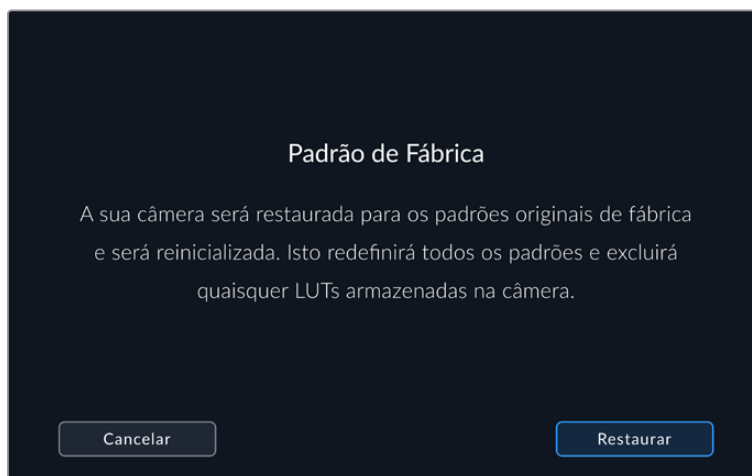 Padrão de Fábrica
A sua câmera será restaurada para os padrões originais de fábrica
e será reinicializada. Isto redefinirá todos os padrões e excluirá
quaisquer LUTs armazenadas na câmera.
Cancelar
Restaurar